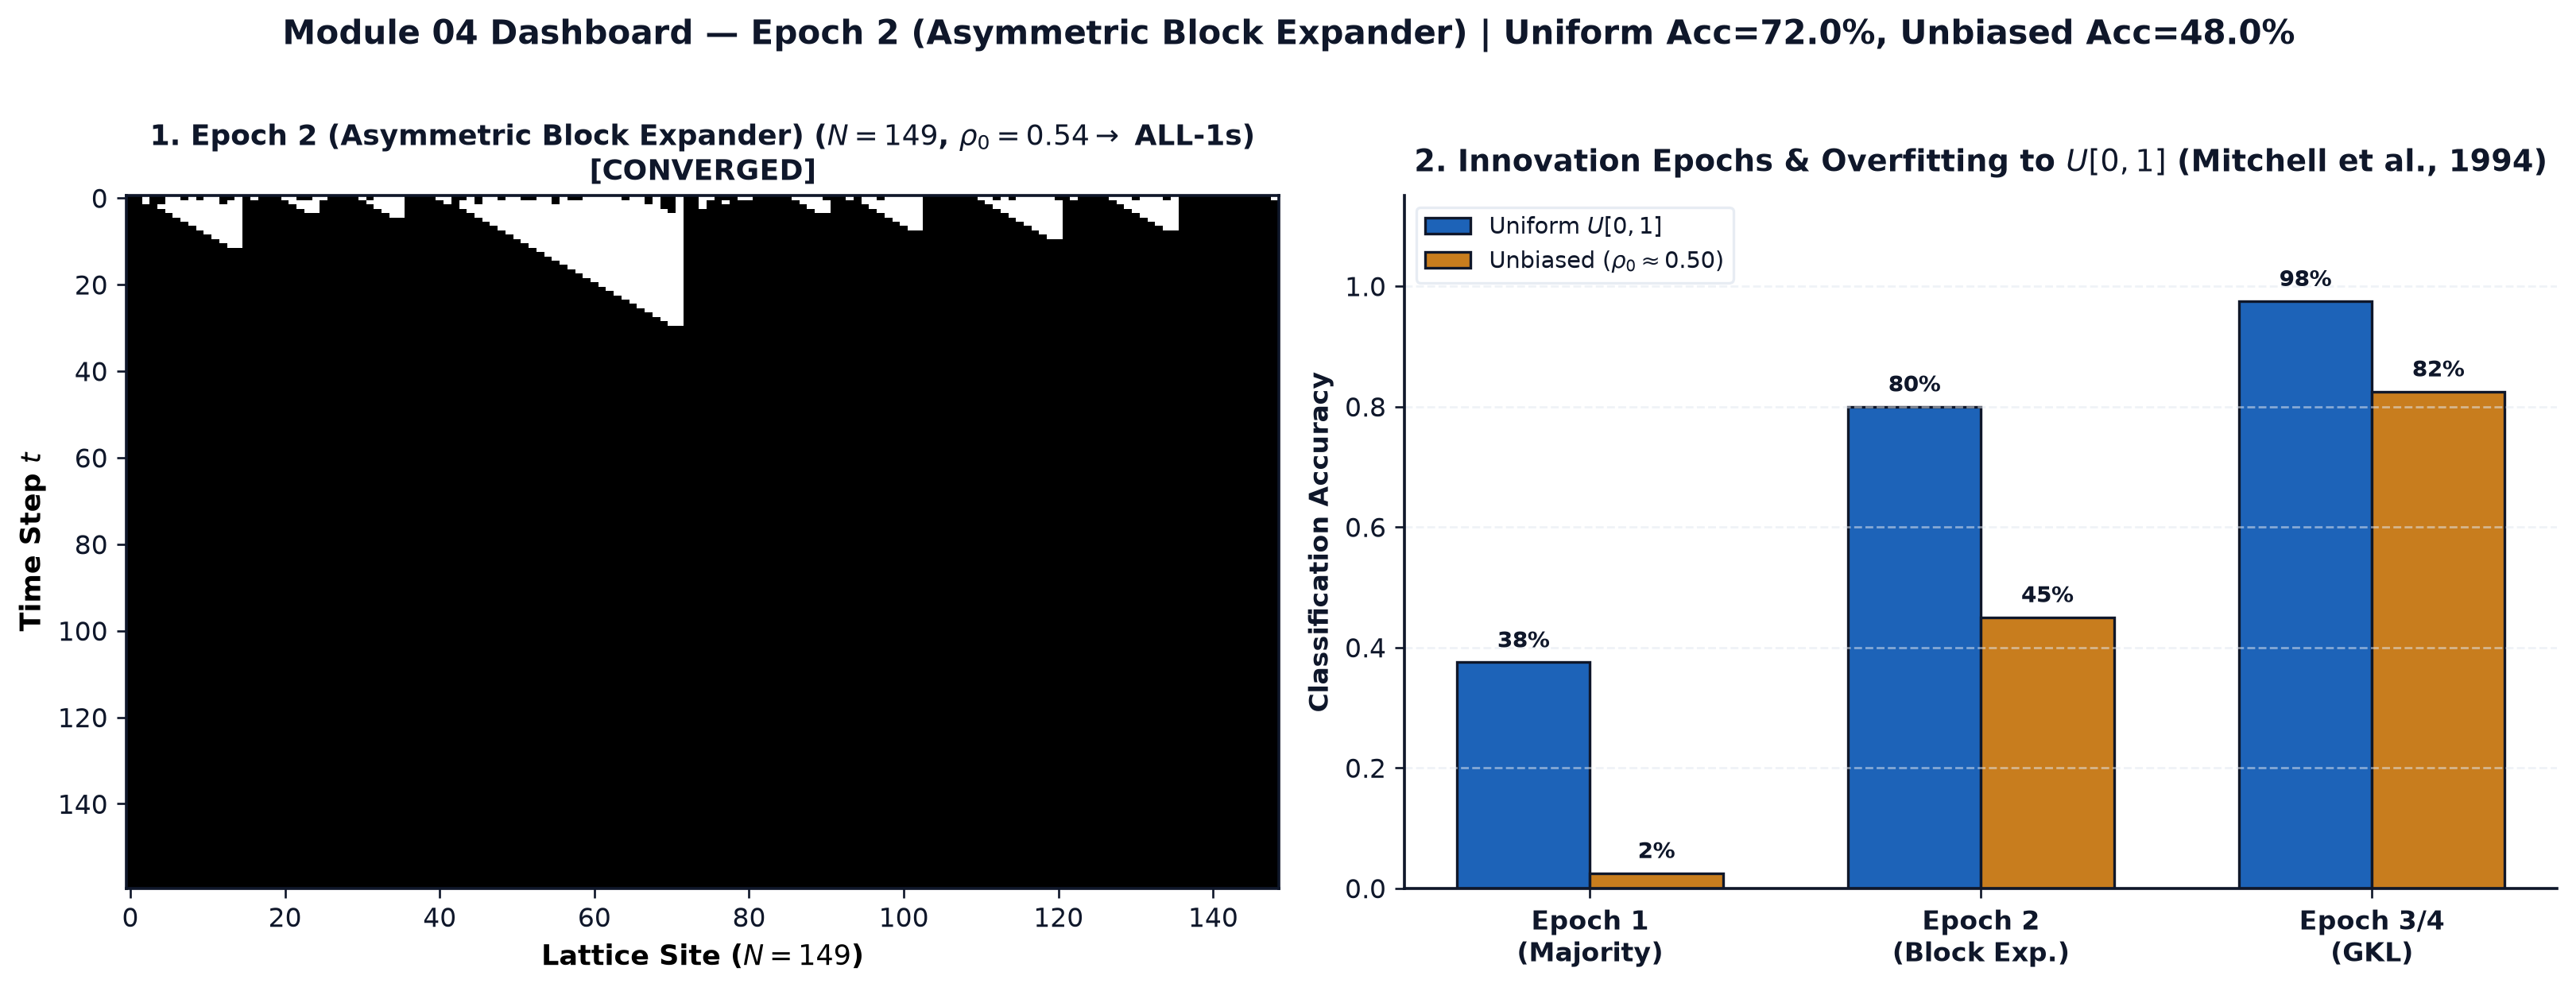 Module 04 Dashboard — Epoch 2 (Asymmetric Block Expander) | Uniform Acc=72.0%, Unbiased Acc=48.0%
1. Epoch 2 (Asymmetric Block Expander) (N = 149, ρ₀ = 0.54 → ALL-1s)
[CONVERGED]
0
20
40
60
80
100
120
140
Time Step t
0 20 40 60 80 100 120 140
Lattice Site (N = 149)
2. Innovation Epochs & Overfitting to U[0, 1] (Mitchell et al., 1994)
Uniform U[0, 1]
Unbiased (ρ₀ ≈ 0.50)
1.0
0.8
0.6
0.4
0.2
0.0
Classification Accuracy
38%
2%
80%
45%
98%
82%
Epoch 1
(Majority)
Epoch 2
(Block Exp.)
Epoch 3/4
(GKL)